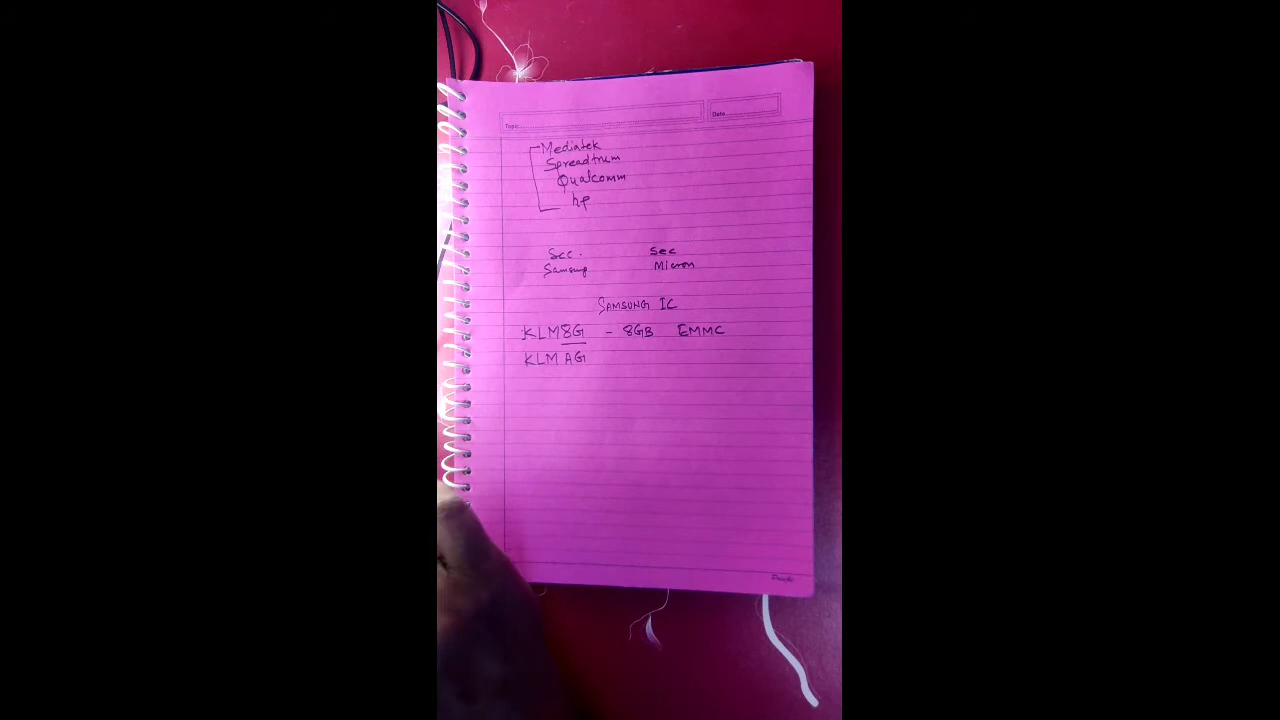 Topic
Date
Mediatek
Spreadtrum
Qualcomm
hp
Sec. Sec
Samsung Micron
SAMSUNG IC
KLM8G - 8GB EMMC
KLMAG